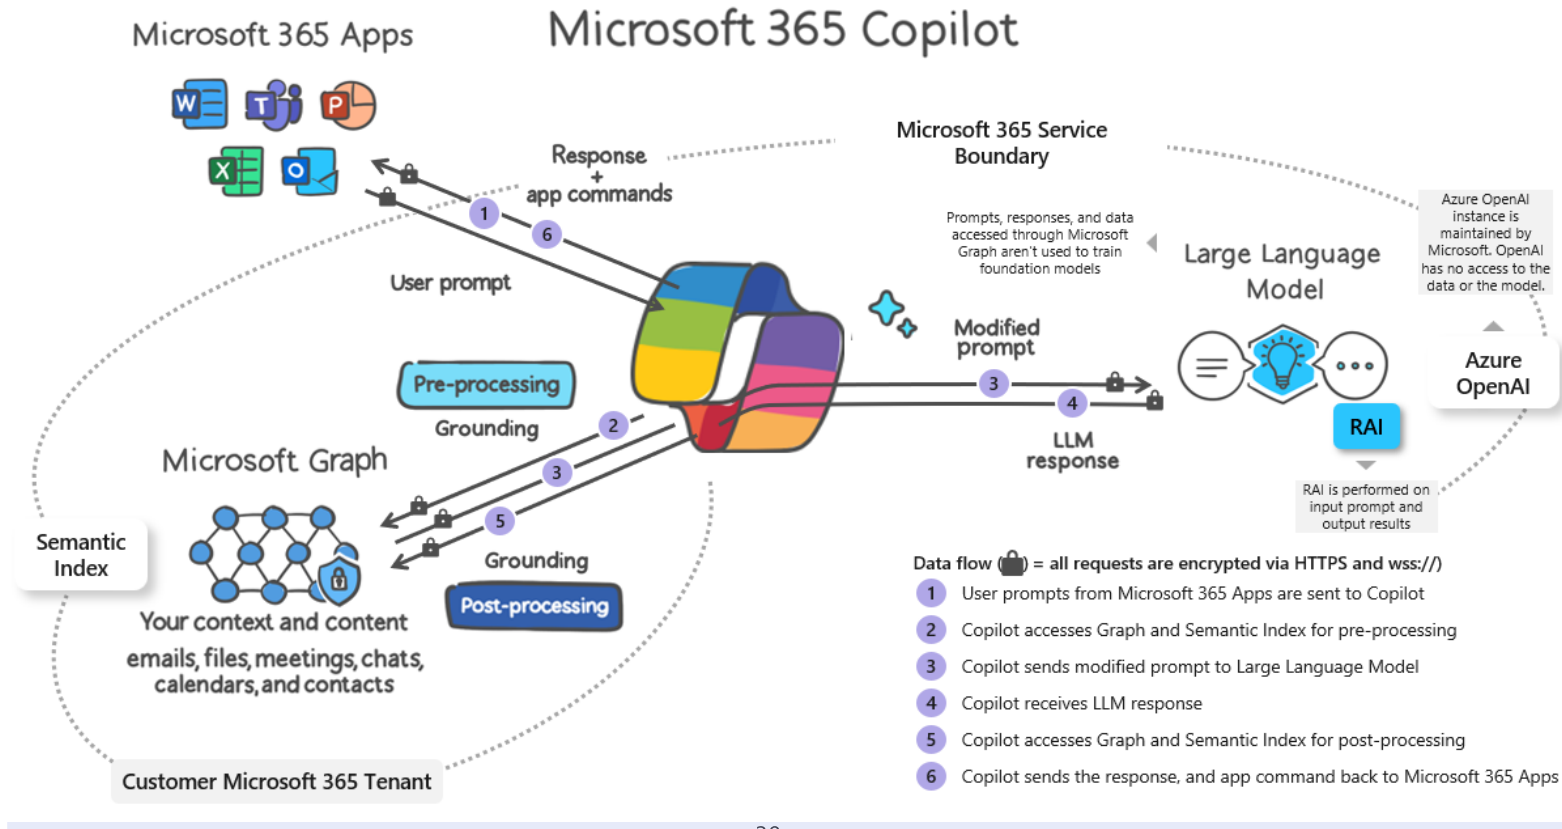 Microsoft 365 Apps
Microsoft 365 Copilot
W
T
P
X
O
Response
+
app commands
1
6
User prompt
Microsoft 365 Service
Boundary
Prompts, responses, and data
accessed through Microsoft
Graph aren't used to train
foundation models
Large Language
Model
Azure OpenAI
instance is
maintained by
Microsoft. OpenAI
has no access to the
data or the model.
Azure
OpenAI
Modified
prompt
3
4
LLM
response
RAI
RAI is performed on
input prompt and
output results
Pre-processing
Grounding
2
3
5
Microsoft Graph
Semantic
Index
Grounding
Post-processing
Your context and content
emails, files, meetings, chats,
calendars, and contacts
Customer Microsoft 365 Tenant
Data flow ( ) = all requests are encrypted via HTTPS and wss://)
1 User prompts from Microsoft 365 Apps are sent to Copilot
2 Copilot accesses Graph and Semantic Index for pre-processing
3 Copilot sends modified prompt to Large Language Model
4 Copilot receives LLM response
5 Copilot accesses Graph and Semantic Index for post-processing
6 Copilot sends the response, and app command back to Microsoft 365 Apps